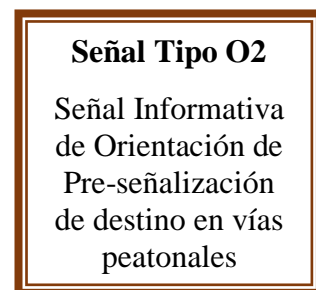 Señal Tipo O2
Señal Informativa
de Orientación de
Pre-señalización
de destino en vías
peatonales